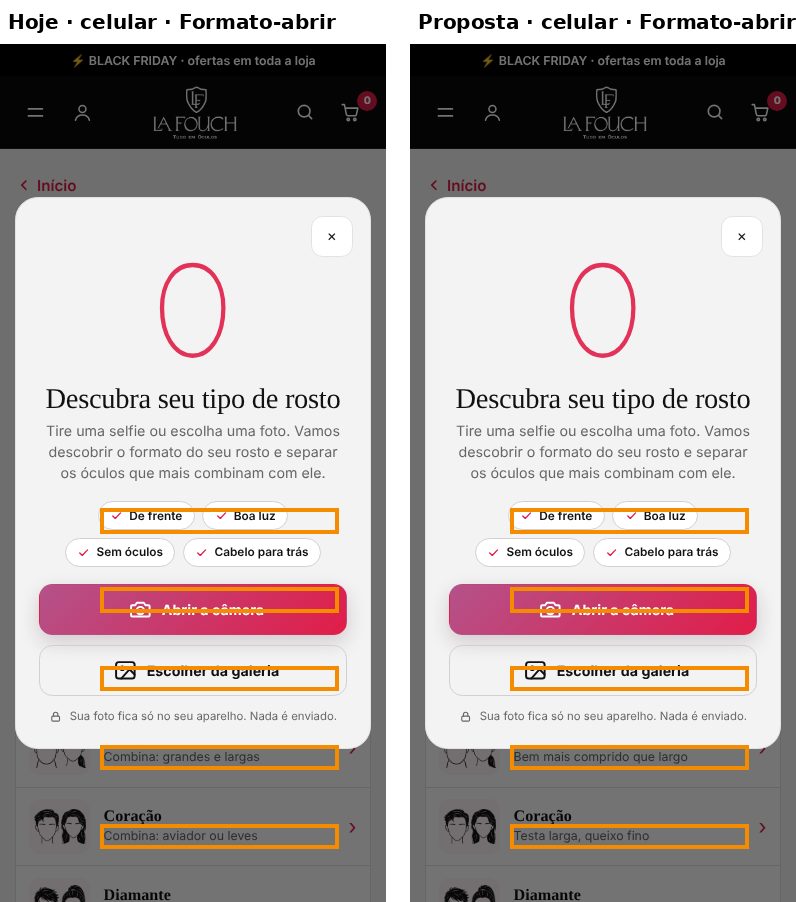 Hoje · celular · Formato-abrir
⚡ BLACK FRIDAY · ofertas em toda a loja
LA FOUCH
TUDO EM ÓCULOS
0
Início
×
Descubra seu tipo de rosto
Tire uma selfie ou escolha uma foto. Vamos
descobrir o formato do seu rosto e separar
os óculos que mais combinam com ele.
De frente
Boa luz
Sem óculos
Cabelo para trás
Abrir a câmera
Escolher da galeria
Sua foto fica só no seu aparelho. Nada é enviado.
Combina: grandes e largas
Coração
Combina: aviador ou leves
Diamante
Proposta · celular · Formato-abrir
⚡ BLACK FRIDAY · ofertas em toda a loja
LA FOUCH
TUDO EM ÓCULOS
0
Início
×
Descubra seu tipo de rosto
Tire uma selfie ou escolha uma foto. Vamos
descobrir o formato do seu rosto e separar
os óculos que mais combinam com ele.
De frente
Boa luz
Sem óculos
Cabelo para trás
Abrir a câmera
Escolher da galeria
Sua foto fica só no seu aparelho. Nada é enviado.
Bem mais comprido que largo
Coração
Testa larga, queixo fino
Diamante